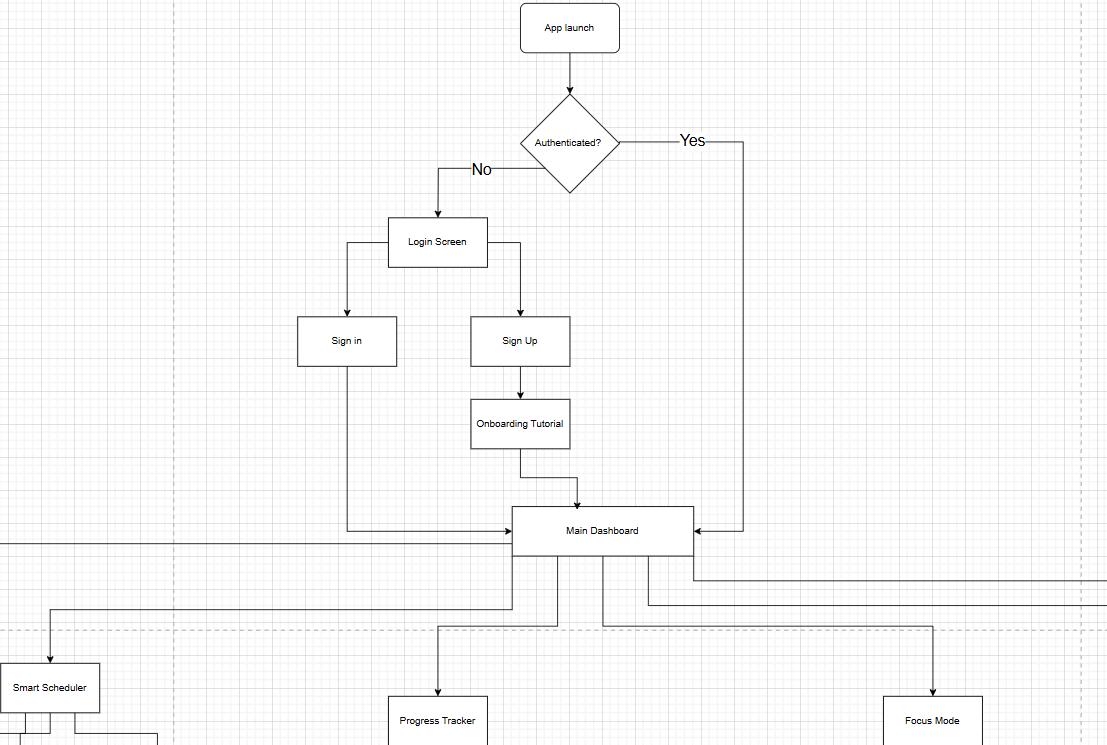 App launch
Authenticated?
Yes
No
Login Screen
Sign in
Sign Up
Onboarding Tutorial
Main Dashboard
Smart Scheduler
Progress Tracker
Focus Mode